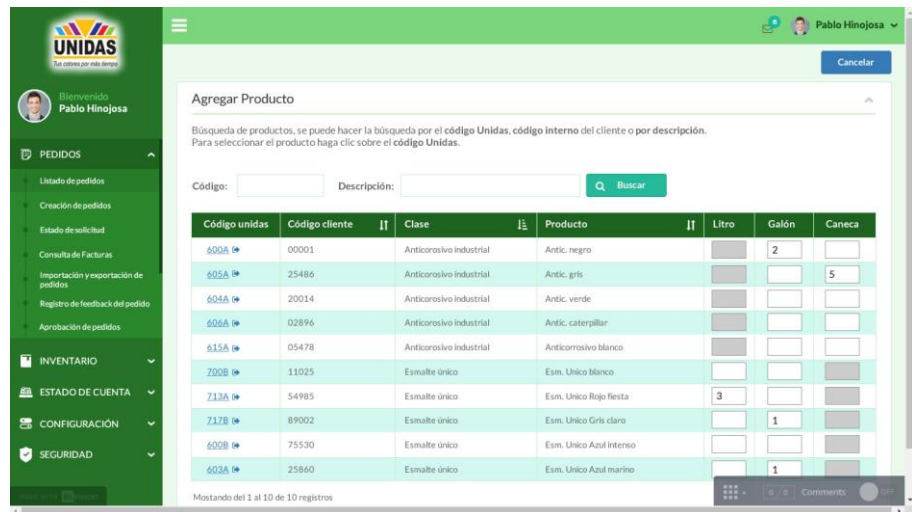 UNIDAS
Tus colores por más tiempo
8
Pablo Hinojosa
Cancelar
Bienvenido
Pablo Hinojosa
PEDIDOS
Listado de pedidos
Creación de pedidos
Estado de solicitud
Consulta de Facturas
Importación y exportación de
pedidos
Registro de feedback del pedido
Aprobación de pedidos
INVENTARIO
ESTADO DE CUENTA
CONFIGURACIÓN
SEGURIDAD
Agregar Producto
Búsqueda de productos, se puede hacer la búsqueda por el código Unidas, código interno del cliente o por descripción.
Para seleccionar el producto haga clic sobre el código Unidas.
Código: Descripción: Buscar
Código unidas Código cliente Clase Producto Litro Galón Caneca
600A 00001 Anticorosivo industrial Antic. negro 2
605A 25486 Anticorosivo industrial Antic. gris 5
604A 20014 Anticorosivo industrial Antic. verde
606A 02896 Anticorosivo industrial Antic. caterpillar
615A 05478 Anticorosivo industrial Anticorrosivo blanco
700B 11025 Esmalte único Esm. Unico blanco
713A 54985 Esmalte único Esm. Unico Rojo fiesta 3
717B 89002 Esmalte único Esm. Unico Gris claro 1
600B 75530 Esmalte único Esm. Unico Azul intenso
603A 25860 Esmalte único Esm. Unico Azul marino 1
Mostando del 1 al 10 de 10 registros
Comments OFF